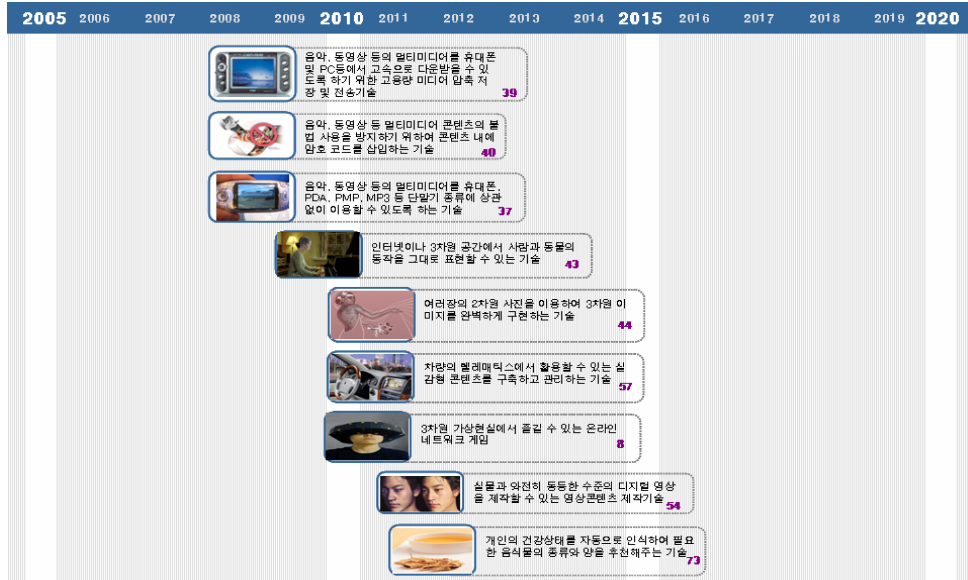 2005 2006 2007 2008 2009 2010 2011 2012 2013 2014 2015 2016 2017 2018 2019 2020
음악, 동영상 등의 멀티미디어를 휴대폰
및 PC등에서 고속으로 다운받을 수 있
도록 하기 위한 고용량 미디어 압축 저
장 및 전송기술 39
음악, 동영상 등 멀티미디어 콘텐츠의 불
법 사용을 방지하기 위하여 콘텐츠 내에
암호 코드를 삽입하는 기술 40
음악, 동영상 등의 멀티미디어를 휴대폰,
PDA, PMP, MP3 등 단말기 종류에 상관
없이 이용할 수 있도록 하는 기술 37
인터넷이나 3차원 공간에서 사람과 동물의
동작을 그대로 표현할 수 있는 기술 43
여러장의 2차원 사진을 이용하여 3차원 이
미지를 완벽하게 구현하는 기술 44
차량의 텔레매틱스에서 활용할 수 있는 실
감형 콘텐츠를 구축하고 관리하는 기술 57
3차원 가상현실에서 즐길 수 있는 온라인
네트워크 게임 8
실물과 완전히 동등한 수준의 디지털 영상
을 제작할 수 있는 영상콘텐츠 제작기술 54
개인의 건강상태를 자동으로 인식하여 필요
한 음식물의 종류와 양을 추천해주는 기술 73